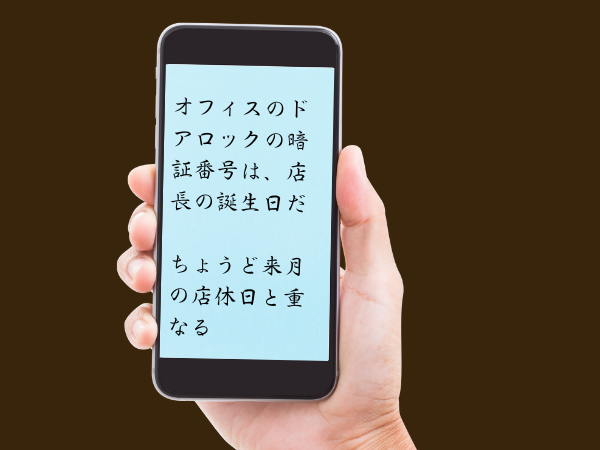 オフィスのド
アロックの暗
証番号は、店
長の誕生日だ
ちょうど来月
の店休日と重
なる